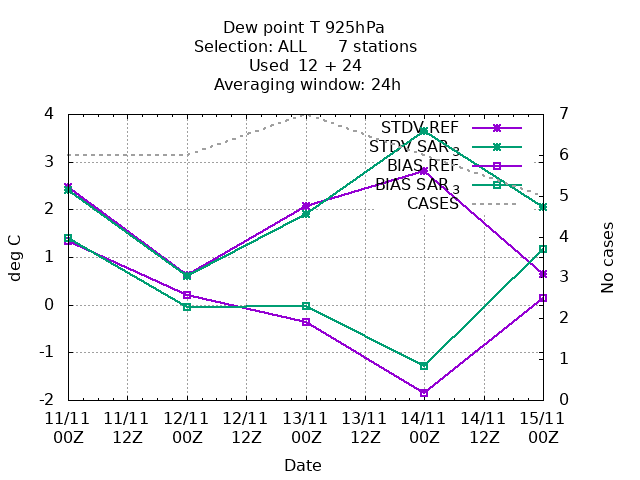 Dew point T 925hPa
Selection: ALL      7 stations
Used  12 + 24
Averaging window: 24h
STDV REF
STDV SAR_3
BIAS REF
BIAS SAR_3
CASES
4
3
2
1
0
-1
-2
deg C
7
6
5
4
3
2
1
0
No cases
11/11 11/11 12/11 12/11 13/11 13/11 14/11 14/11 15/11
00Z 12Z 00Z 12Z 00Z 12Z 00Z 12Z 00Z
Date